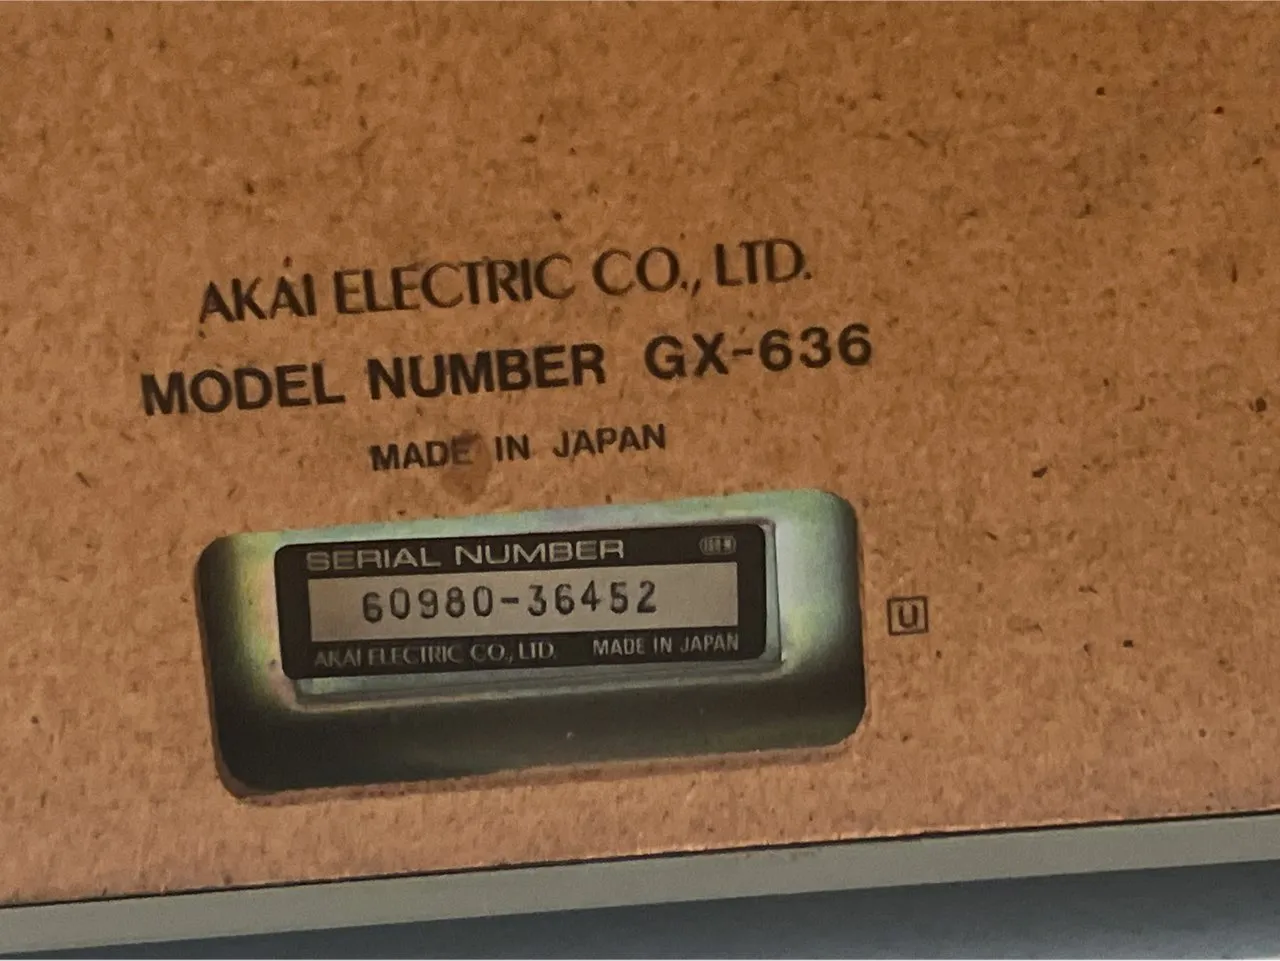 AKAI ELECTRIC CO., LTD.
MODEL NUMBER GX-636
MADE IN JAPAN
SERIAL NUMBER
60980-36452
AKAI ELECTRIC CO., LTD. MADE IN JAPAN
U